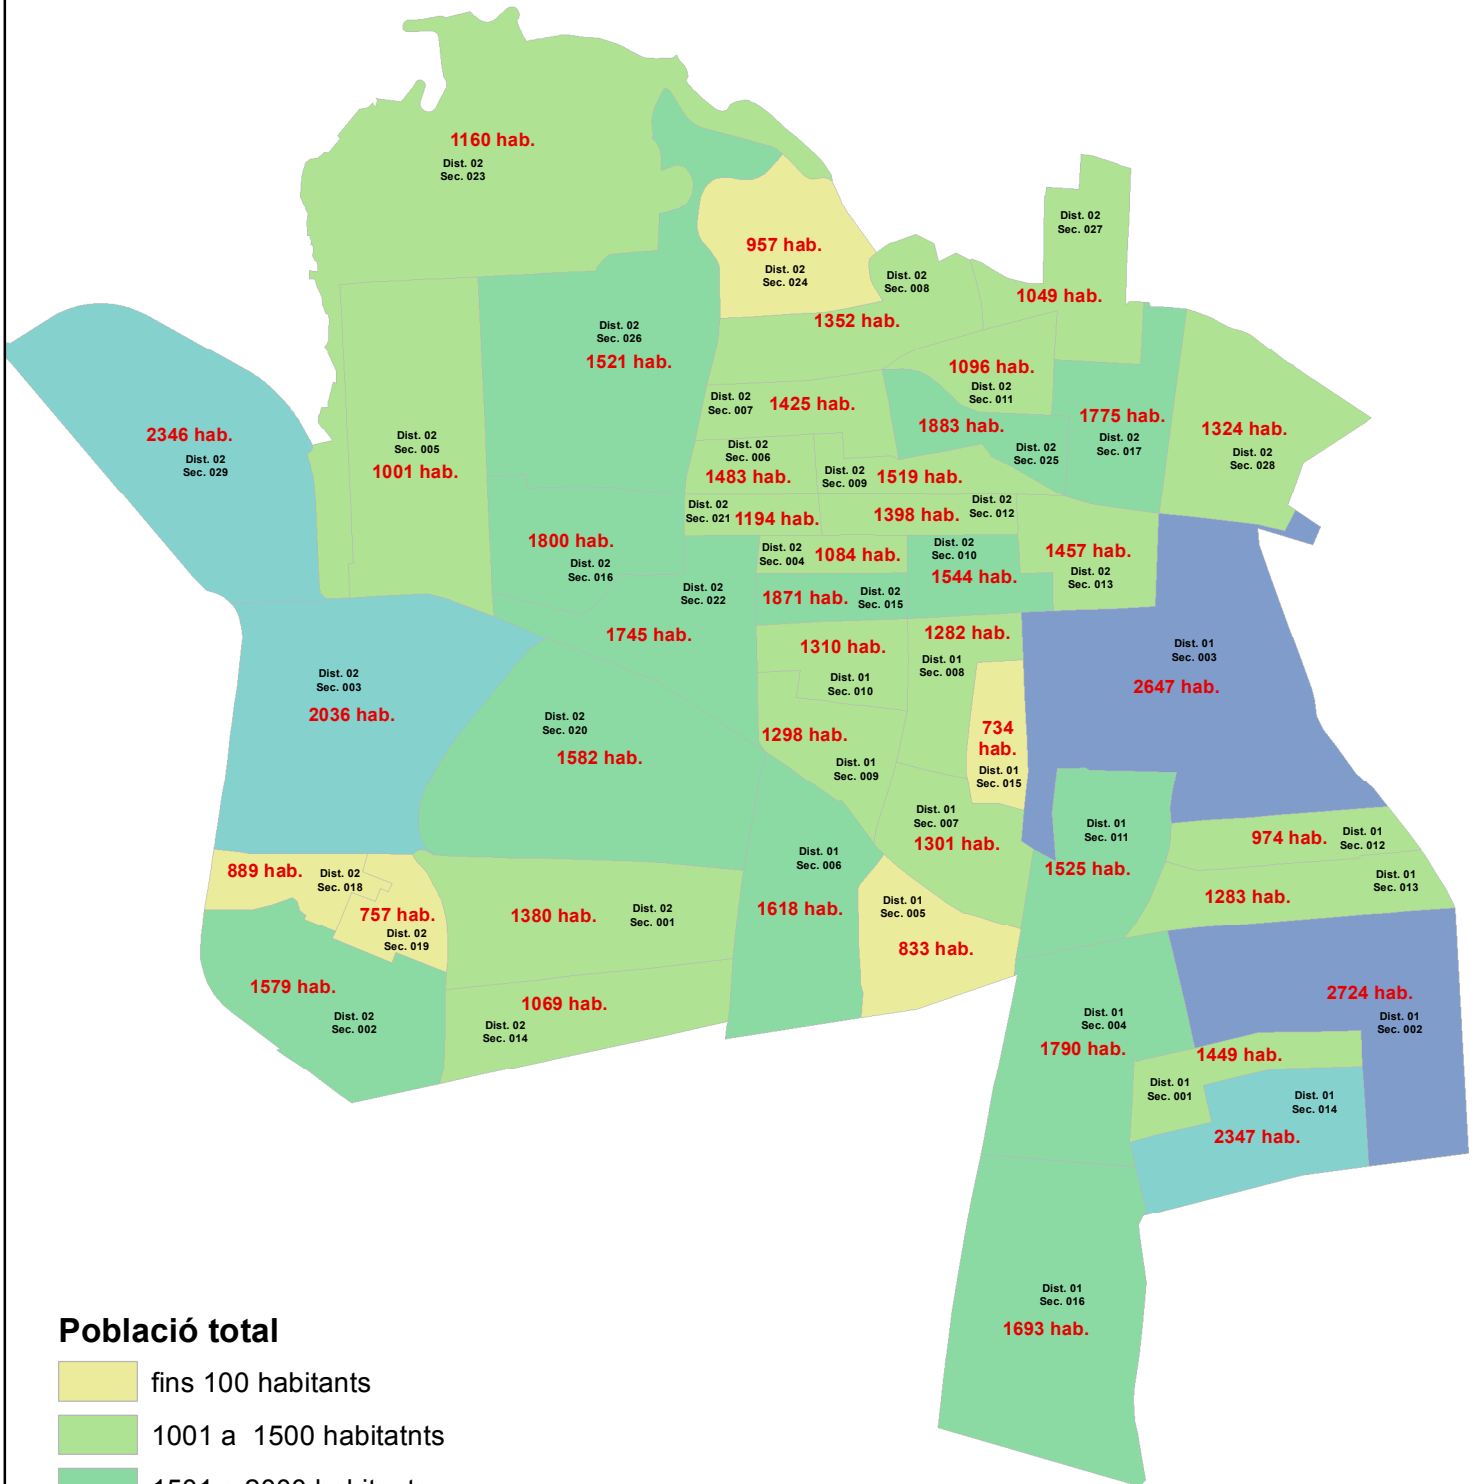 1160 hab.
Dist. 02
Sec. 023
957 hab.
Dist. 02
Sec. 024
Dist. 02
Sec. 027
1049 hab.
Dist. 02
Sec. 008
1352 hab.
Dist. 02
Sec. 026
1521 hab.
1096 hab.
Dist. 02
Sec. 011
Dist. 02
Sec. 007
1425 hab.
1883 hab.
Dist. 02
Sec. 025
1775 hab.
Dist. 02
Sec. 017
1324 hab.
Dist. 02
Sec. 028
2346 hab.
Dist. 02
Sec. 029
Dist. 02
Sec. 005
1001 hab.
Dist. 02
Sec. 006
1483 hab.
Dist. 02
Sec. 009
1519 hab.
Dist. 02
Sec. 021
1194 hab.
1398 hab.
Dist. 02
Sec. 012
1800 hab.
Dist. 02
Sec. 016
Dist. 02
Sec. 004
1084 hab.
Dist. 02
Sec. 010
1544 hab.
1457 hab.
Dist. 02
Sec. 013
Dist. 02
Sec. 022
1745 hab.
1871 hab.
Dist. 02
Sec. 015
1310 hab.
Dist. 01
Sec. 010
1282 hab.
Dist. 01
Sec. 008
Dist. 01
Sec. 003
2647 hab.
Dist. 02
Sec. 003
2036 hab.
Dist. 02
Sec. 020
1582 hab.
1298 hab.
Dist. 01
Sec. 009
734
hab.
Dist. 01
Sec. 015
Dist. 01
Sec. 007
1301 hab.
Dist. 01
Sec. 011
1525 hab.
974 hab.
Dist. 01
Sec. 012
Dist. 01
Sec. 013
1283 hab.
Dist. 01
Sec. 006
1618 hab.
889 hab.
Dist. 02
Sec. 018
757 hab.
Dist. 02
Sec. 019
1380 hab.
Dist. 02
Sec. 001
Dist. 01
Sec. 005
833 hab.
1579 hab.
Dist. 02
Sec. 002
1069 hab.
Dist. 02
Sec. 014
Dist. 01
Sec. 004
1790 hab.
2724 hab.
Dist. 01
Sec. 002
1449 hab.
Dist. 01
Sec. 001
Dist. 01
Sec. 014
2347 hab.
Dist. 01
Sec. 016
1693 hab.
Població total
fins 100 habitants
1001 a 1500 habitatnts